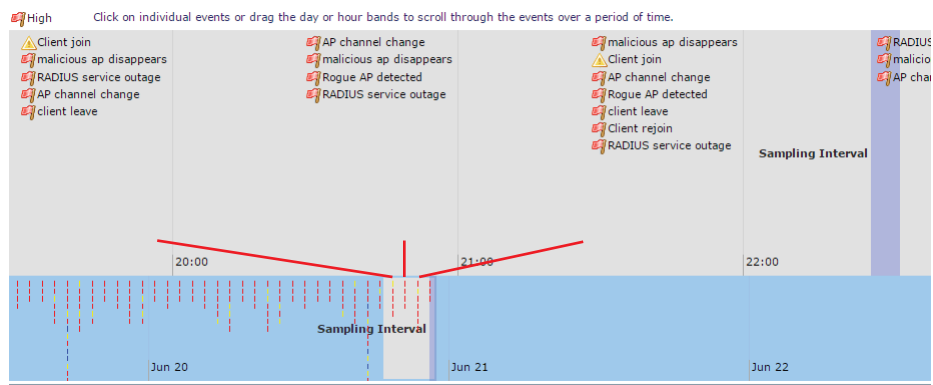 High Click on individual events or drag the day or hour bands to scroll through the events over a period of time.
Client join
malicious ap disappears
RADIUS service outage
AP channel change
client leave
AP channel change
malicious ap disappears
Rogue AP detected
RADIUS service outage
malicious ap disappears
Client join
AP channel change
Rogue AP detected
client leave
Client rejoin
RADIUS service outage
RADIUS
malicio
AP chan
Sampling Interval
20:00 21:00 22:00
Sampling Interval
Jun 20 Jun 21 Jun 22